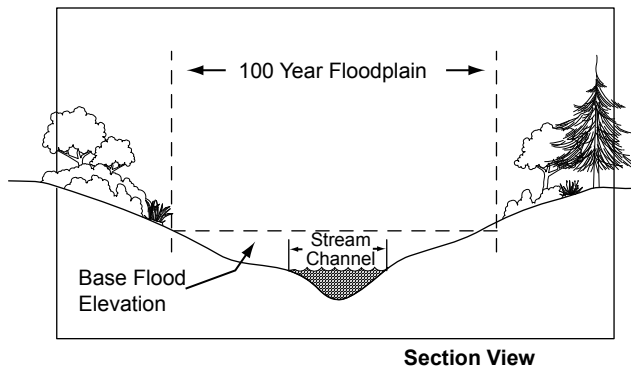 100 Year Floodplain
Stream
Channel
Base Flood
Elevation
Section View